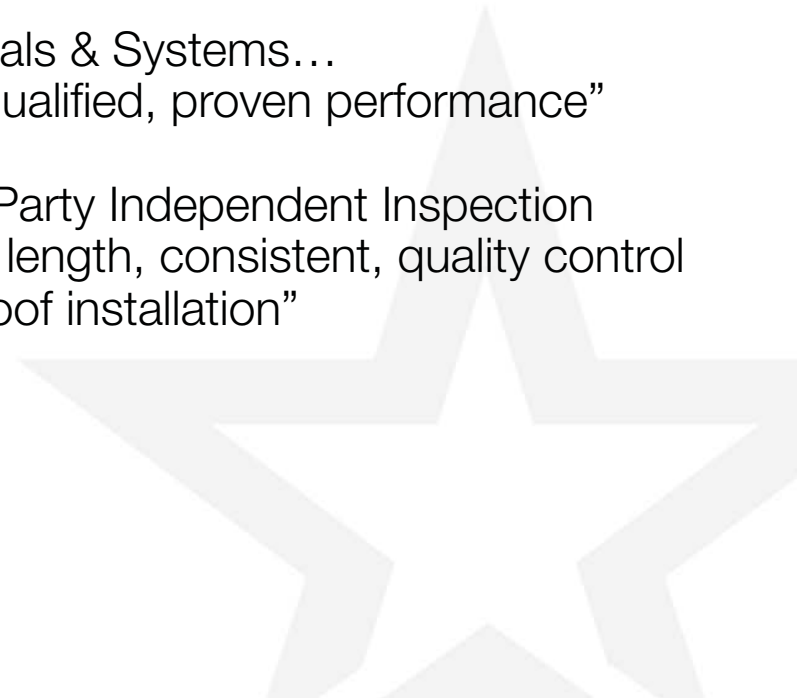 als & Systems…
ualified, proven performance”
Party Independent Inspection
length, consistent, quality control
oof installation”